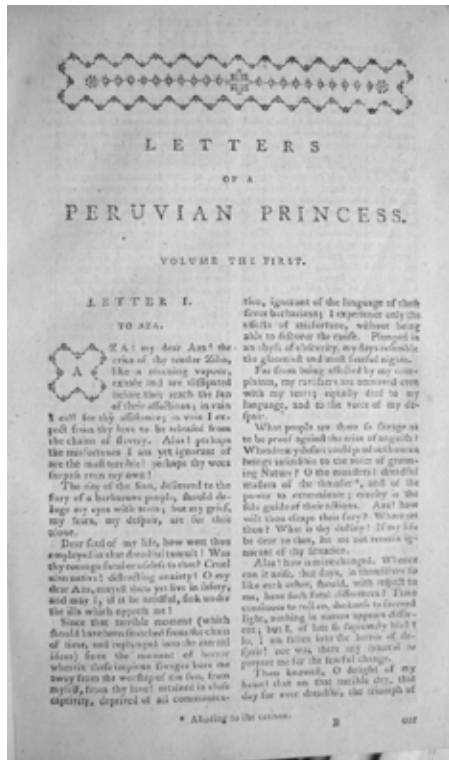 LETTERS
OF A
PERUVIAN PRINCESS.
VOLUME THE FIRST.
LETTER I.
TO AZA.
AZA! my dear Aza! the
cries of thy tender Zilia,
like a morning vapour,
exhale and are dissipated
before they reach the
of their affections; in vain
I call for thy assistance; in vain I ex-
pect from thy love to be released from
the chains of slavery. Alas! perhaps
the misfortunes I am yet ignorant of
are the most terrible! perhaps thy woes
surpass even my own!
The city of the Sun, delivered to the
fury of a barbarous people, should de-
luge my eyes with tears; but my grief,
my fears, my despair, are for thee
alone.
Dear soul of my life, how wert thou
employed in that dreadful tumult! Was
thy courage fatal or useless to thee? Cruel
alternative! distracting anxiety! O my
dear Aza, mayest thou yet live in safety,
and may I, if it be needful, sink under
the ills which oppress me!
Since that terrible moment (which
should have been snatched from the chain
of time, and replunged into the eternal
ideas) since the moment of horror
wherein these impious savages bore me
away from the worship of the Sun, from
myself, from thy love; retained in close
captivity, deprived of all communica-
tion, ignorant of the language of these
fierce barbarians; I experience only the
effects of misfortune, without being
able to discover the cause. Plunged in
an abyss of obscurity, my days resemble
the gloomiest and most fearful nights.
Far from being affected by my com-
plaints, my ravishers are unmoved even
with my tears; equally deaf to my
language, and to the voice of my de-
spair.
What people are there so savage as
to be proof against the cries of anguish?
beings insensible to the voice of groan-
ing Nature? O the monsters! dreadful
masters of the thunder*, and of the
power to exterminate; cruelty is the
sole guide of their actions. Aza! how
wilt thou escape their fury? Where art
thou? What is thy destiny? If my life
be dear to thee, let me not remain ig-
norant of thy situation.
Alas! how is mine changed. Whence
can it arise, that days, in themselves so
like each other, should, with respect to
me, have such fatal differences? Time
continues to roll on, darkness to succeed
light, nothing in nature appears disor-
der; but I, of late so supremely blest!
lo, I am fallen into the horror of de-
spair! nor was there any interval to
prepare me for the fearful change.
Thou knowest, O delight of my
heart! that on that terrible day, that
day for ever dreadful, the triumph of
* Alluding to the cannon.
B
our